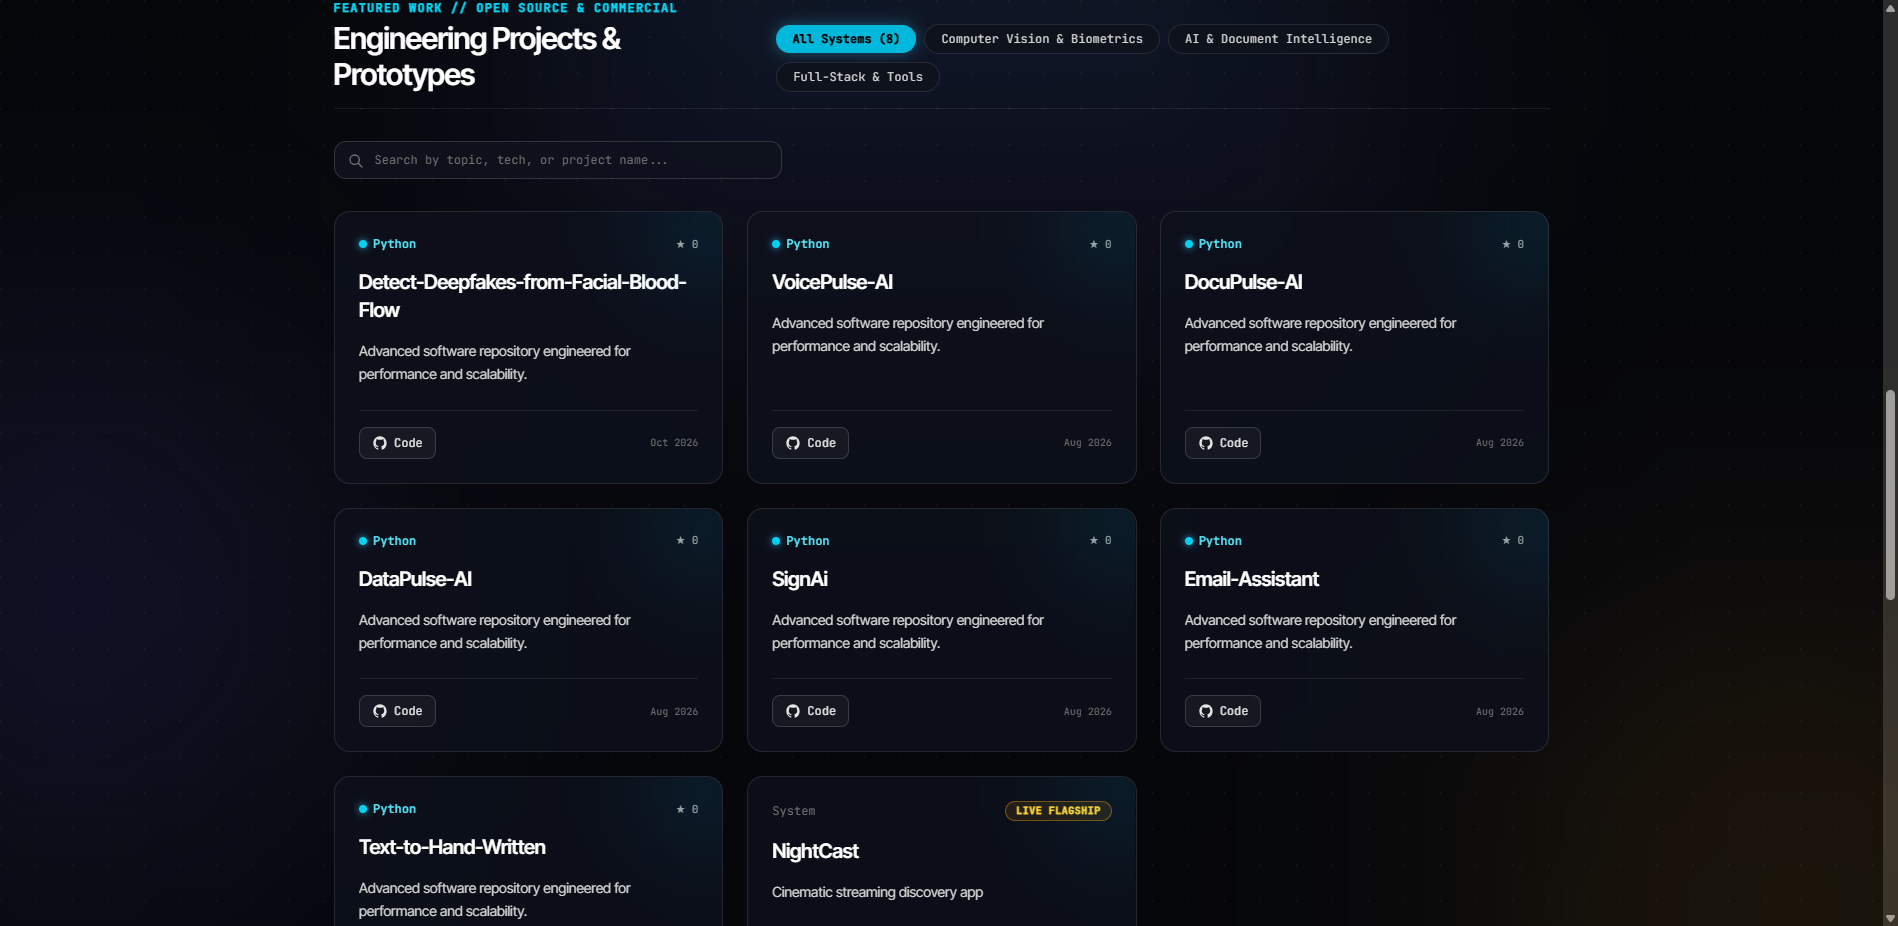 FEATURED WORK // OPEN SOURCE & COMMERCIAL
Engineering Projects &
Prototypes
All Systems (8)
Computer Vision & Biometrics
AI & Document Intelligence
Full-Stack & Tools
Search by topic, tech, or project name...
Python
★ 0
Detect-Deepfakes-from-Facial-Blood-
Flow
Advanced software repository engineered for
performance and scalability.
Code
Oct 2026
Python
★ 0
VoicePulse-AI
Advanced software repository engineered for
performance and scalability.
Code
Aug 2026
Python
★ 0
DocuPulse-AI
Advanced software repository engineered for
performance and scalability.
Code
Aug 2026
Python
★ 0
DataPulse-AI
Advanced software repository engineered for
performance and scalability.
Code
Aug 2026
Python
★ 0
SignAi
Advanced software repository engineered for
performance and scalability.
Code
Aug 2026
Python
★ 0
Email-Assistant
Advanced software repository engineered for
performance and scalability.
Code
Aug 2026
Python
★ 0
Text-to-Hand-Written
Advanced software repository engineered for
performance and scalability.
System
LIVE FLAGSHIP
NightCast
Cinematic streaming discovery app